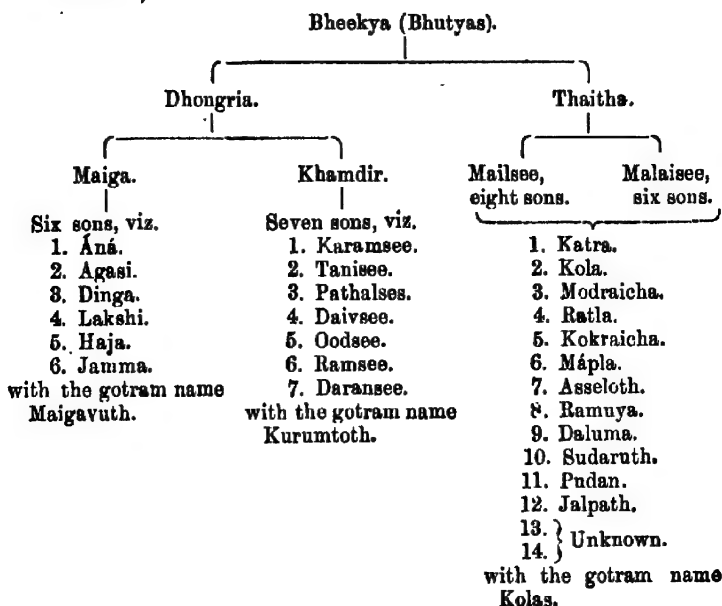 Bheekya (Bhutyas).
Dhongria.
Thaitha.
Maiga.
Khamdir.
Mailsee,
eight sons.
Malaisee,
six sons.
Six sons, viz.
1. Áná.
2. Agasi.
3. Dinga.
4. Lakshi.
5. Haja.
6. Jamma.
with the gotram name
Maigavuth.
Seven sons, viz.
1. Karamsee.
2. Tanisee.
3. Pathalses.
4. Daivsee.
5. Oodsee.
6. Ramsee.
7. Daransee.
with the gotram name
Kurumtoth.
1. Katra.
2. Kola.
3. Modraicha.
4. Ratla.
5. Kokraicha.
6. Mápla.
7. Asseloth.
8. Ramuya.
9. Daluma.
10. Sudaruth.
11. Pudan.
12. Jalpath.
13.
14. } Unknown.
with the gotram name
Kolas.